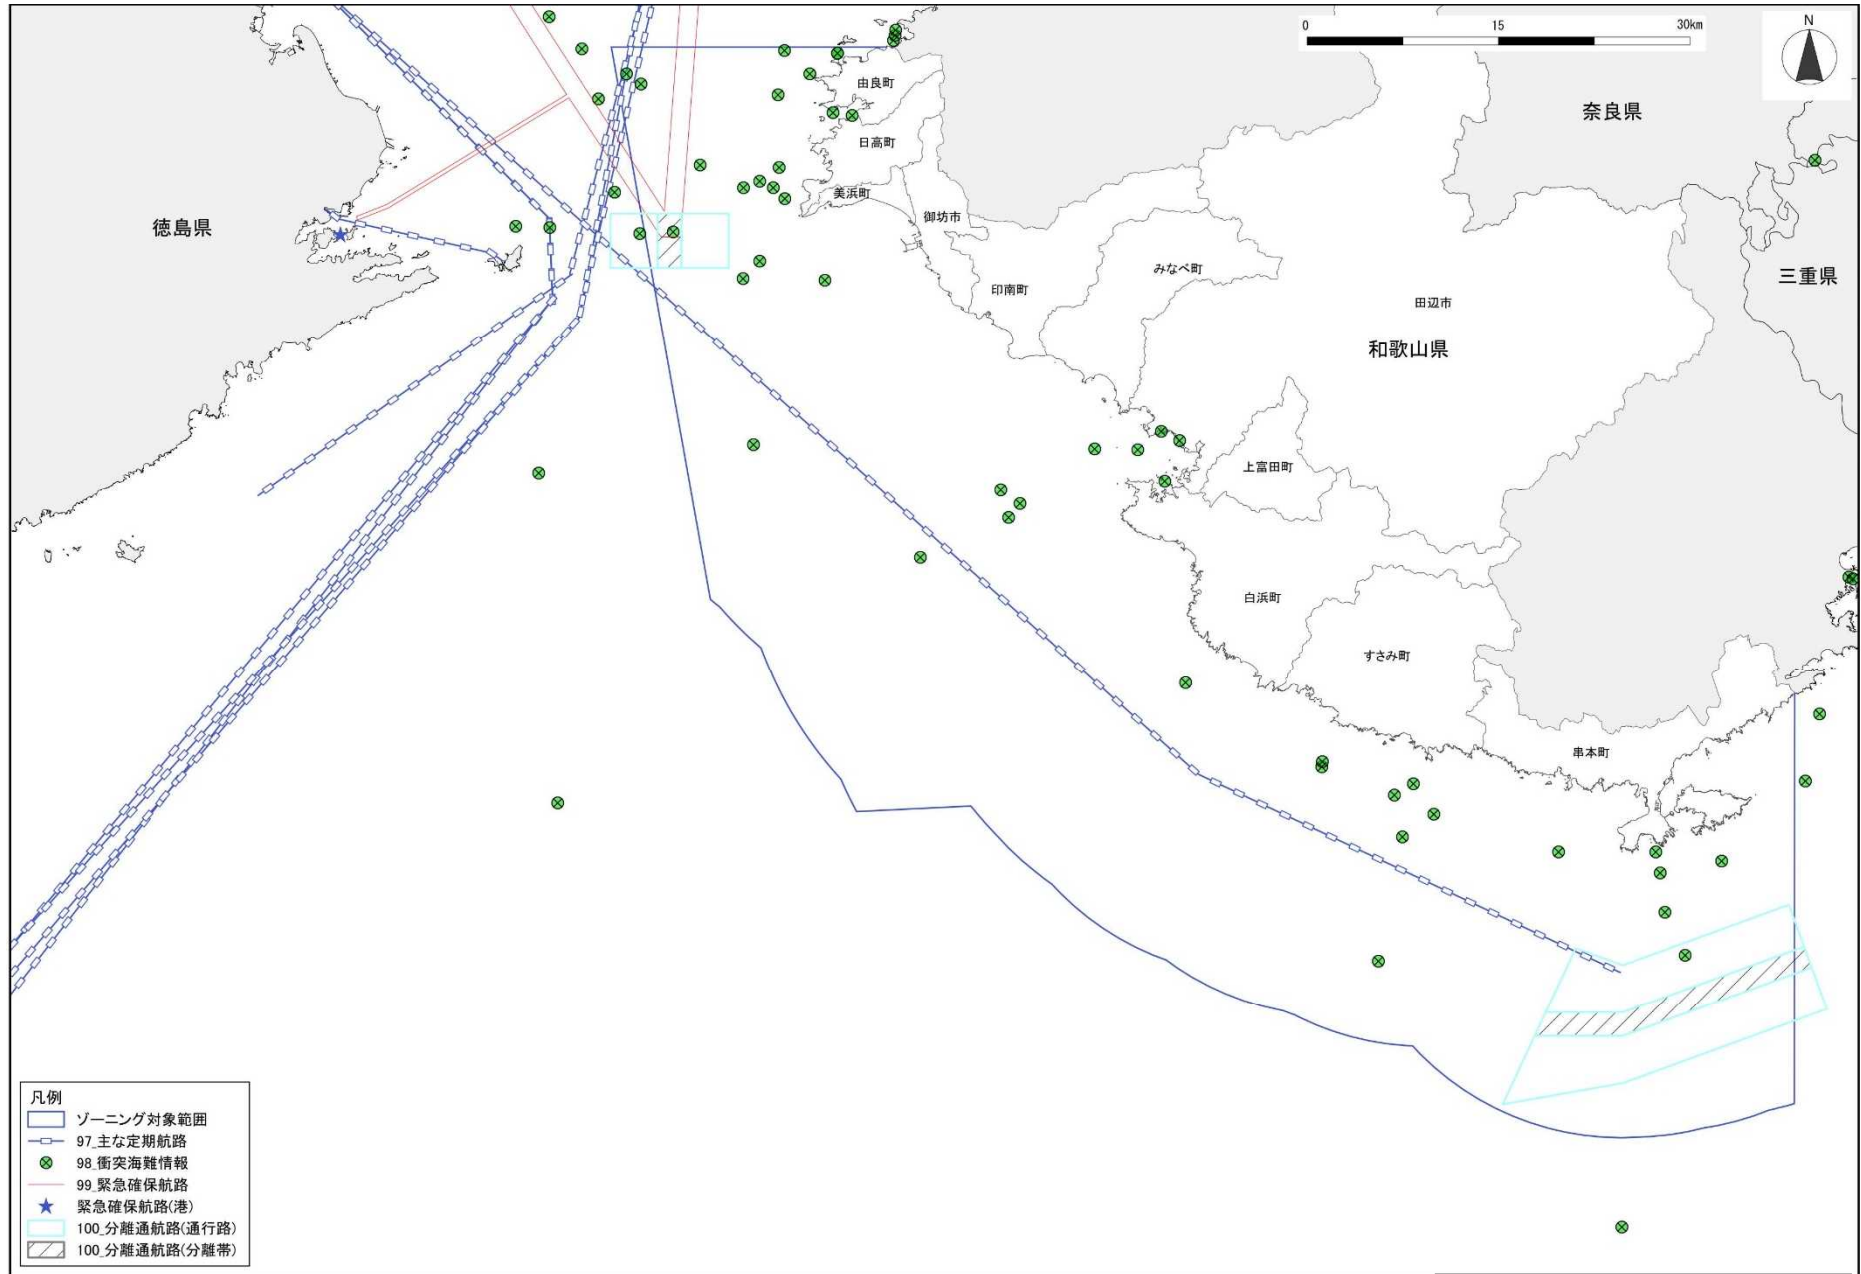 0 15 30km
N
由良町
奈良県
日高町
美浜町
御坊市
徳島県
みなべ町
三重県
印南町
田辺市
和歌山県
上富田町
白浜町
すさみ町
串本町
凡例
ゾーニング対象範囲
97_主な定期航路
98_衝突海難情報
99_緊急確保航路
緊急確保航路(港)
100_分離通航路(通行路)
100_分離通航路(分離帯)